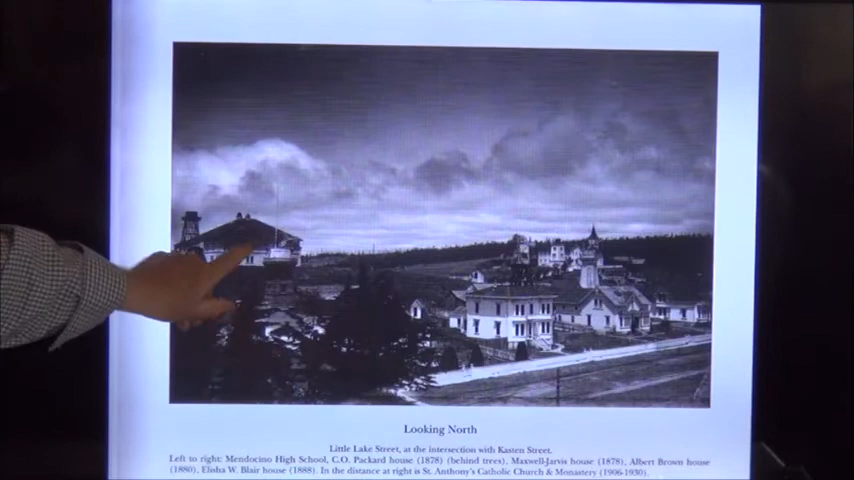 Looking North
Little Lake Street, at the intersection with Kasten Street.
Left to right: Mendocino High School, C.O. Packard house (1878) (behind trees), Maxwell-Jarvis house (1878), Albert Brown house
(1880), Elisha W. Blair house (1888). In the distance at right is St. Anthony's Catholic Church & Monastery (1906-1930).